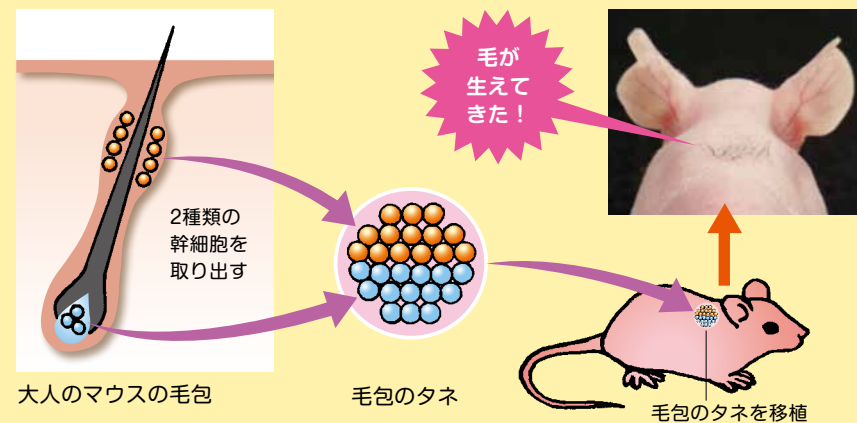 毛が
生えて
きた！
2種類の
幹細胞を
取り出す
大人のマウスの毛包
毛包のタネ
毛包のタネを移植